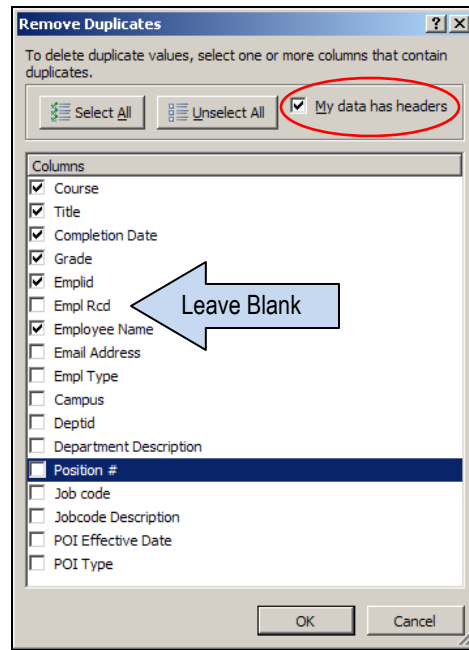 Remove Duplicates
To delete duplicate values, select one or more columns that contain
duplicates.
Select All
Unselect All
My data has headers
Columns
Course
Title
Completion Date
Grade
Emplid
Empl Rcd
Leave Blank
Employee Name
Email Address
Empl Type
Campus
Deptid
Department Description
Position #
Job code
Jobcode Description
POI Effective Date
POI Type
OK
Cancel